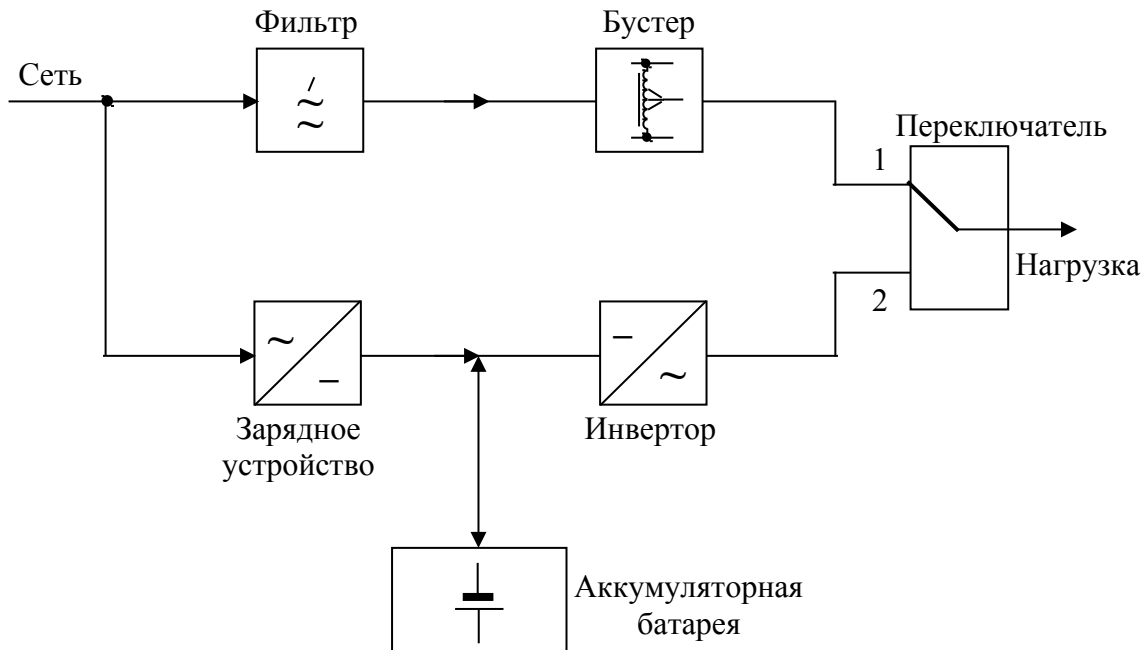 Фильтр
Бустер
Сеть
Переключатель
1
Нагрузка
2
Зарядное
устройство
Инвертор
Аккумуляторная
батарея